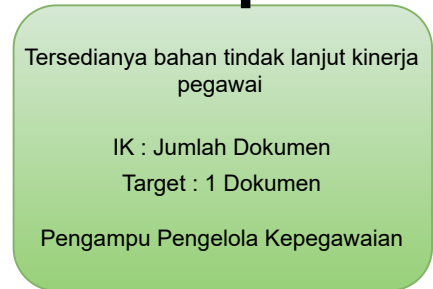 Tersedianya bahan tindak lanjut kinerja
pegawai
IK : Jumlah Dokumen
Target : 1 Dokumen
Pengampu Pengelola Kepegawaian